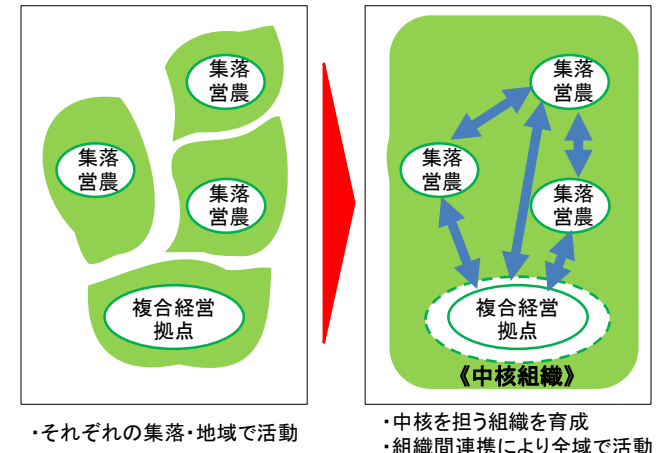 集落
営農
集落
営農
集落
営農
複合経営
拠点
・それぞれの集落・地域で活動
集落
営農
集落
営農
集落
営農
複合経営
拠点
《中核組織》
・中核を担う組織を育成
・組織間連携により全域で活動